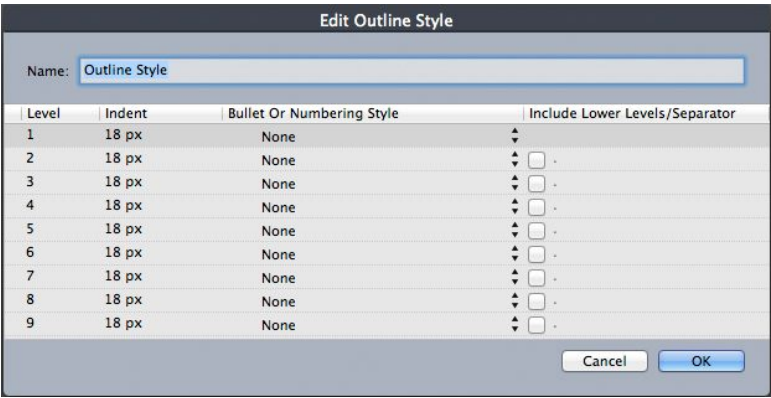 Edit Outline Style
Name: Outline Style
Level Indent Bullet Or Numbering Style Include Lower Levels/Separator
1 18 px None
2 18 px None .
3 18 px None .
4 18 px None .
5 18 px None .
6 18 px None .
7 18 px None .
8 18 px None .
9 18 px None .
Cancel OK